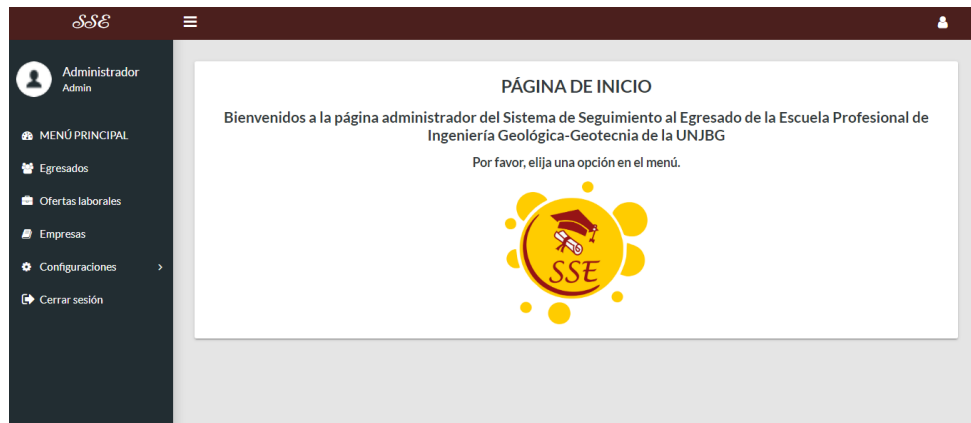 SSE
Administrador
Admin
MENÚ PRINCIPAL
Egresados
Ofertas laborales
Empresas
Configuraciones
Cerrar sesión
PÁGINA DE INICIO
Bienvenidos a la página administrador del Sistema de Seguimiento al Egresado de la Escuela Profesional de
Ingeniería Geológica-Geotecnia de la UNJBG
Por favor, elija una opción en el menú.
SSE